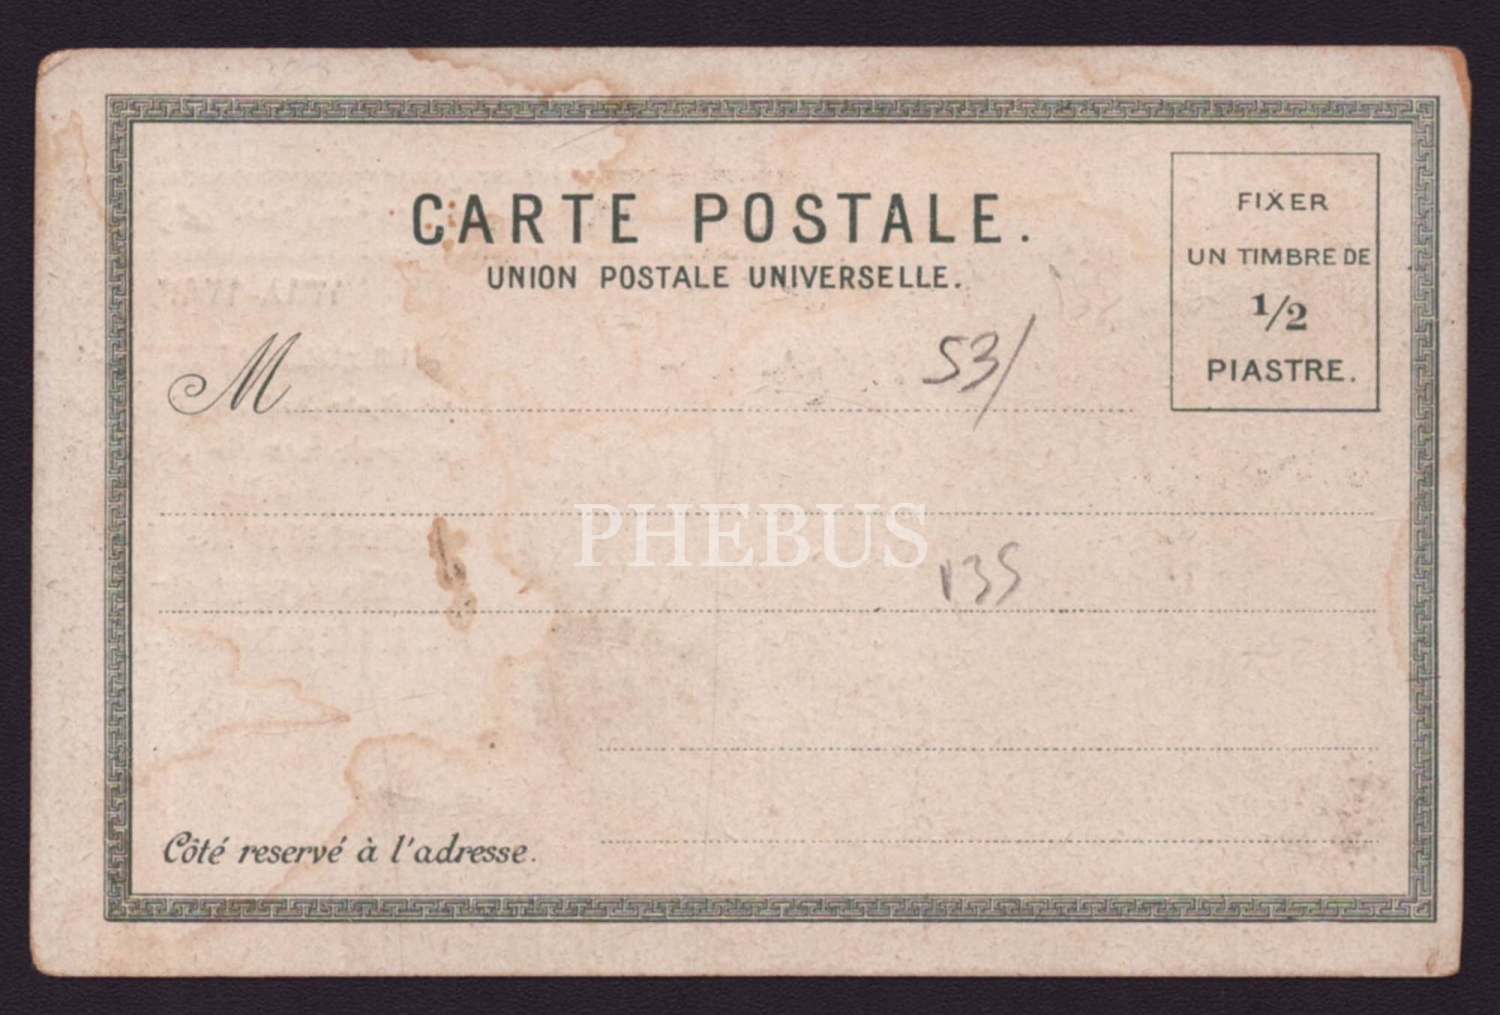 CARTE POSTALE.
UNION POSTALE UNIVERSELLE.
FIXER
UN TIMBRE DE
1/2
PIASTRE.
M
53/
PHEBUS
135
Côté reservé à l'adresse.